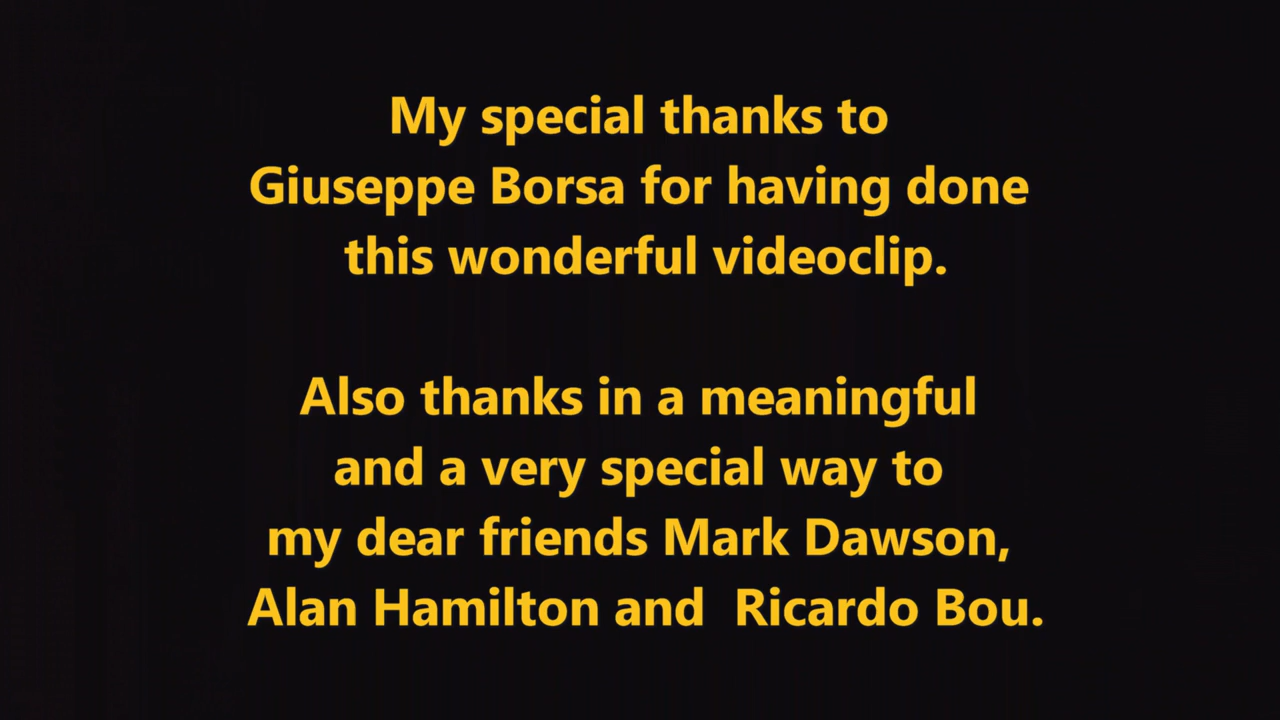 My special thanks to
Giuseppe Borsa for having done
this wonderful videoclip.
Also thanks in a meaningful
and a very special way to
my dear friends Mark Dawson,
Alan Hamilton and  Ricardo Bou.